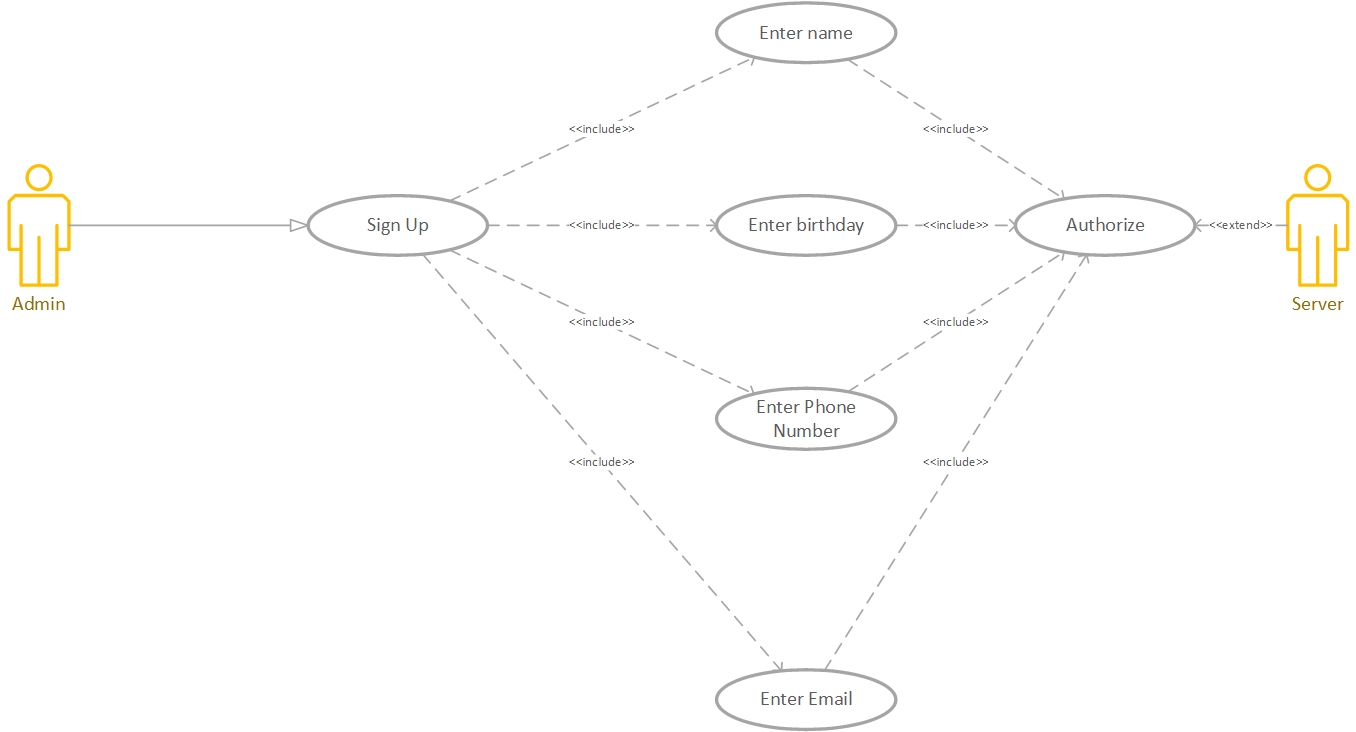 Enter name
<<include>>
<<include>>
Sign Up
<<include>>
Enter birthday
<<include>>
Authorize
<<extend>>
Admin
Server
<<include>>
<<include>>
Enter Phone
Number
<<include>>
<<include>>
Enter Email